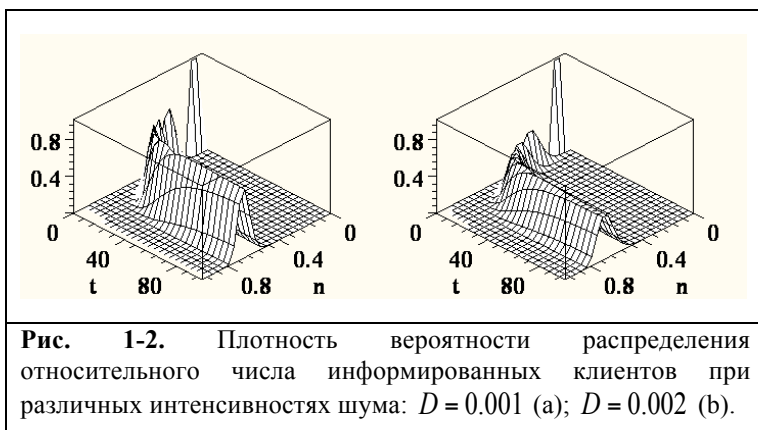 0.8
0.4
0
40
t
80
0.8
n
0.4
0
0.8
0.4
0
40
t
80
0.8
n
0.4
0
Рис. 1-2. Плотность вероятности распределения
относительного числа информированных клиентов при
различных интенсивностях шума: D = 0.001 (a); D = 0.002 (b).